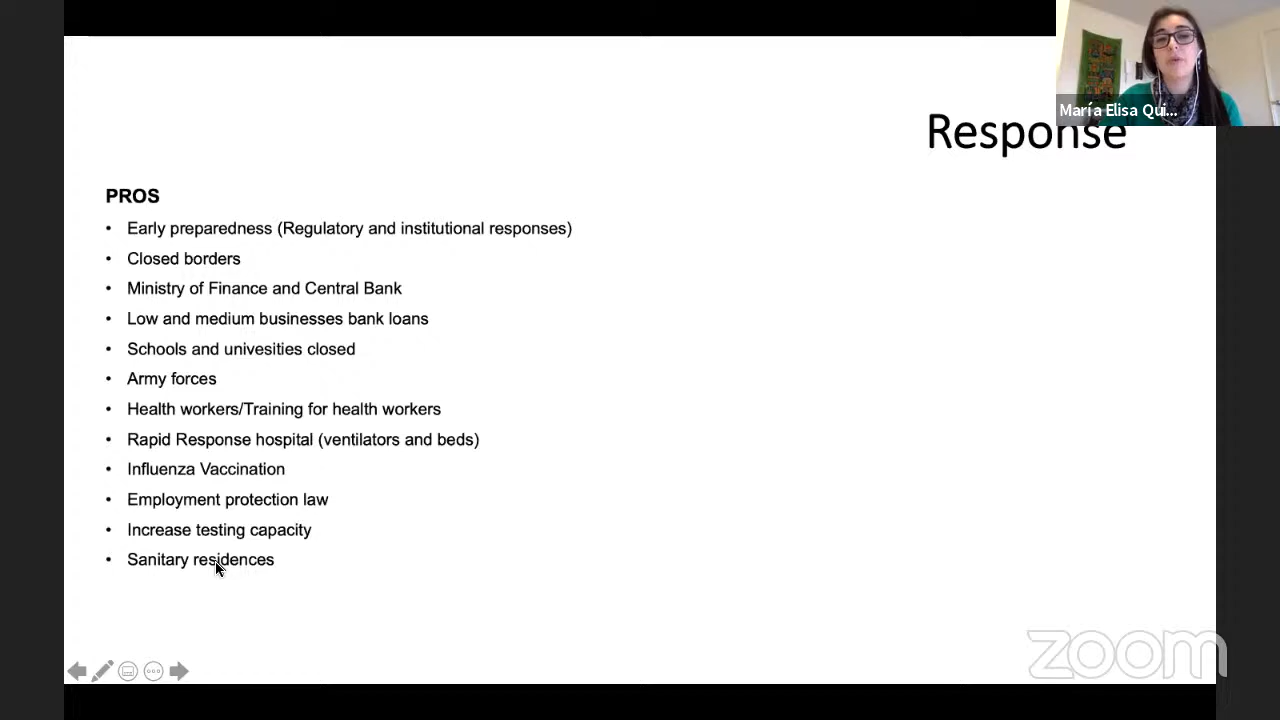 María Elisa Qui...
Response
PROS
• Early preparedness (Regulatory and institutional responses)
• Closed borders
• Ministry of Finance and Central Bank
• Low and medium businesses bank loans
• Schools and univesities closed
• Army forces
• Health workers/Training for health workers
• Rapid Response hospital (ventilators and beds)
• Influenza Vaccination
• Employment protection law
• Increase testing capacity
• Sanitary residences
zoom